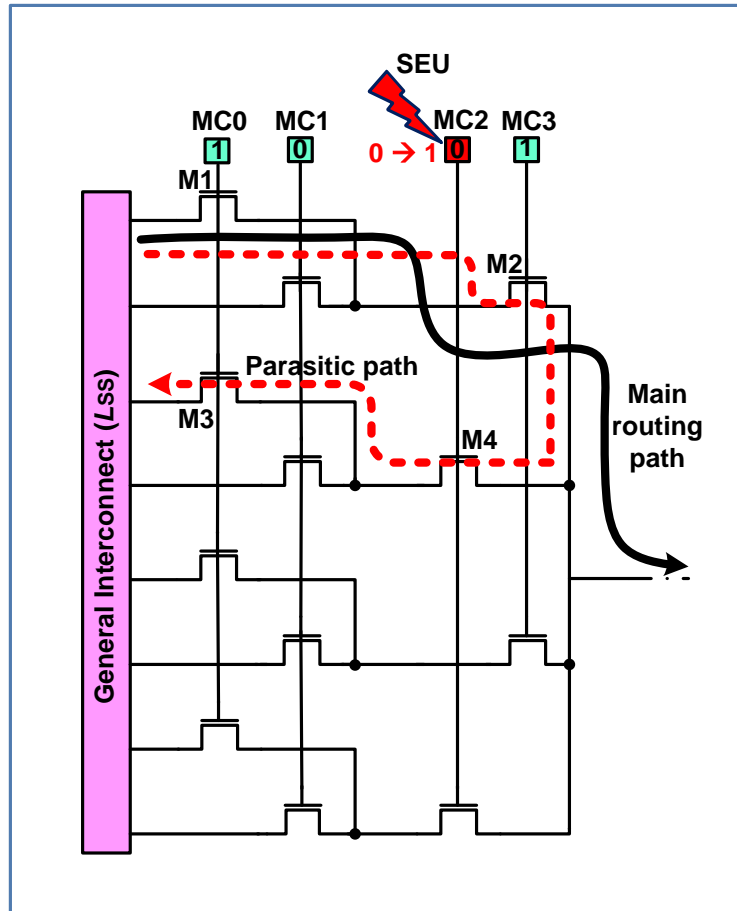 SEU
MC0
MC1
MC2
MC3
1
0
0 → 1
0
1
M1
M2
Parasitic path
M3
M4
Main
routing
path
General Interconnect (Lss)